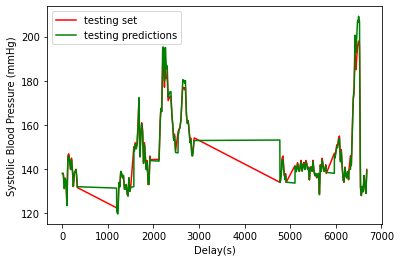 testing set
testing predictions
Systolic Blood Pressure (mmHg)
200
180
160
140
120
0 1000 2000 3000 4000 5000 6000 7000
Delay(s)